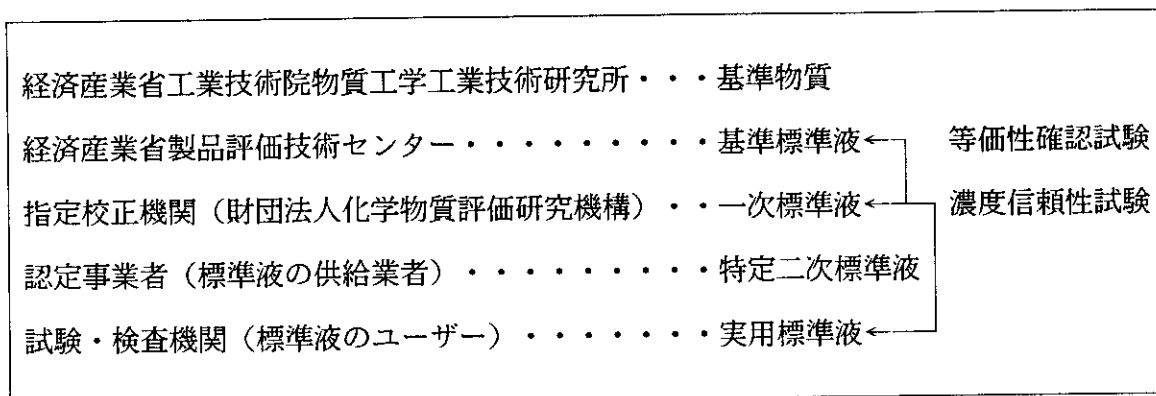 経済産業省工業技術院物質工学工業技術研究所・・・基準物質
経済産業省製品評価技術センター・・・・・・・・・基準標準液← 等価性確認試験
指定校正機関（財団法人化学物質評価研究機構）・・一次標準液← 濃度信頼性試験
認定事業者（標準液の供給業者）・・・・・・・・・特定二次標準液
試験・検査機関（標準液のユーザー）・・・・・・・実用標準液←